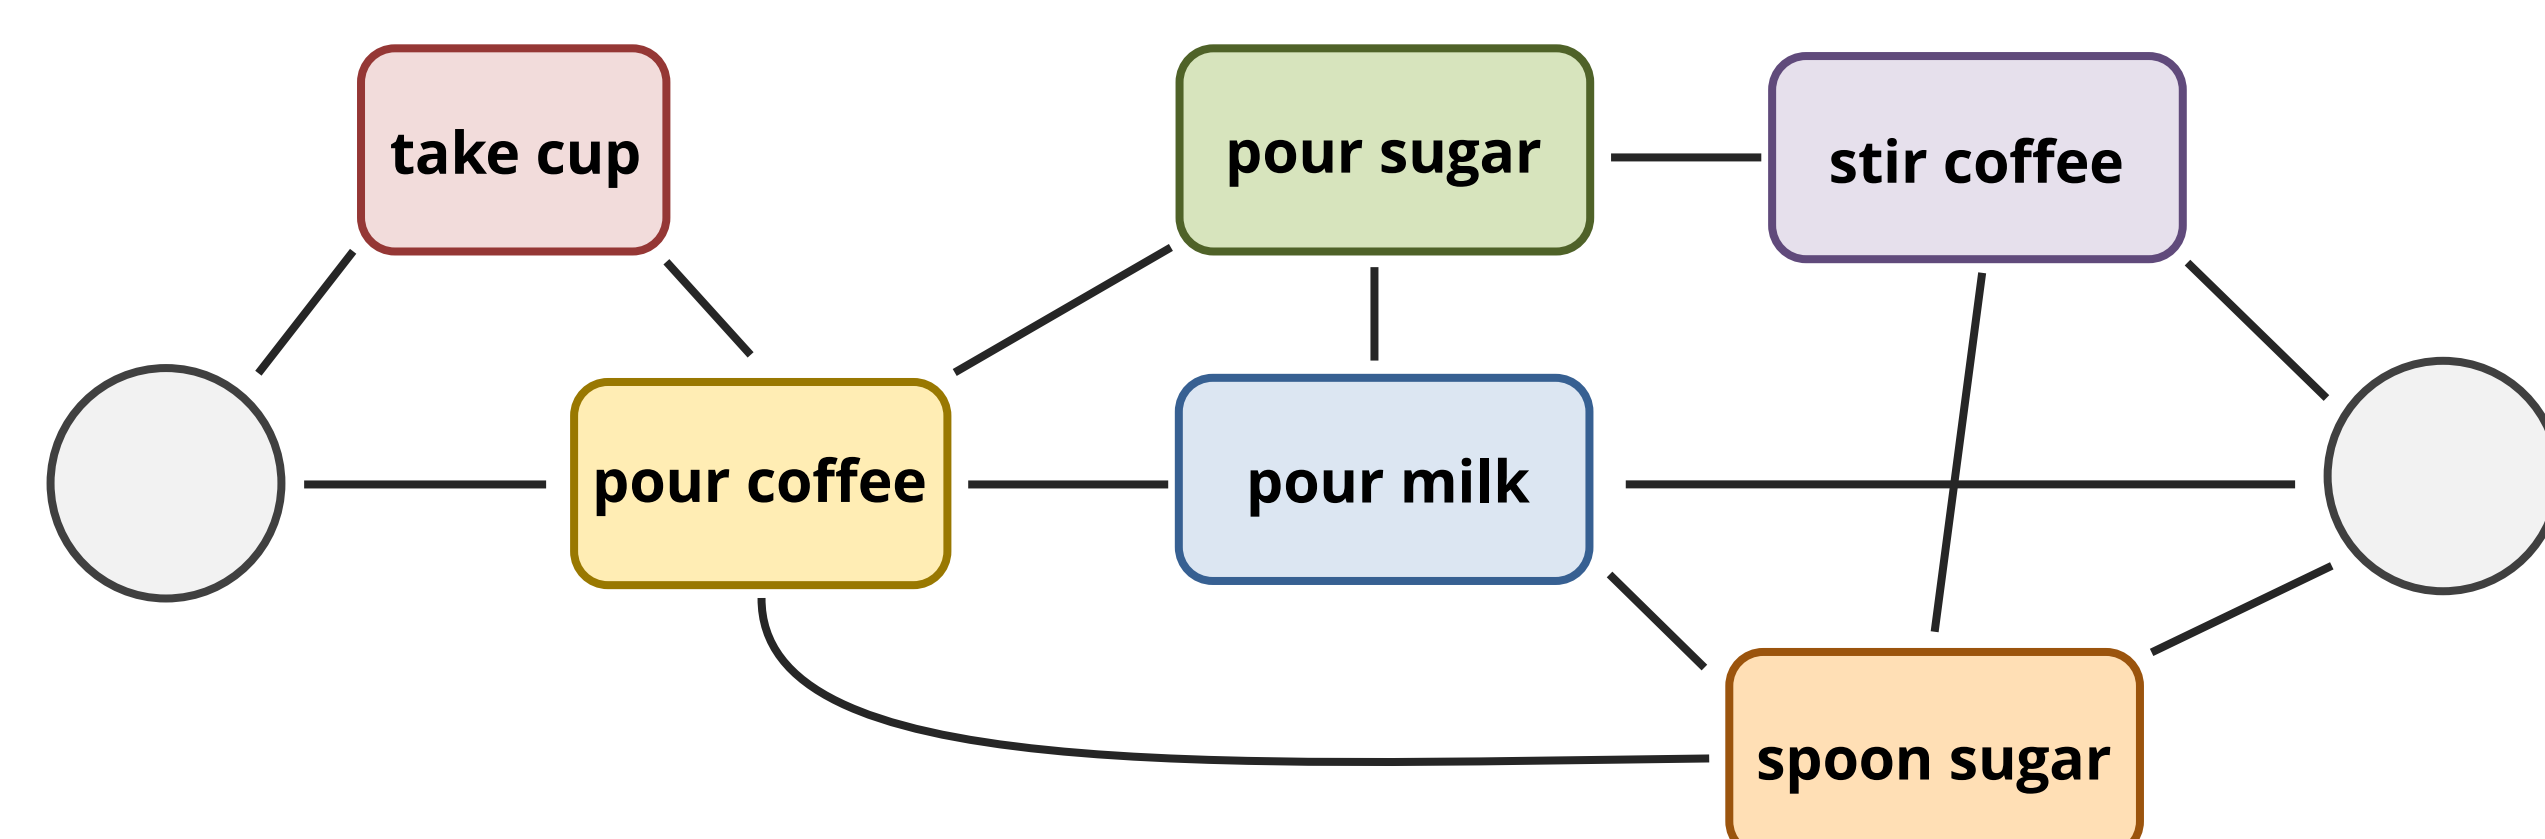 take cup
pour sugar
stir coffee
pour coffee
pour milk
spoon sugar